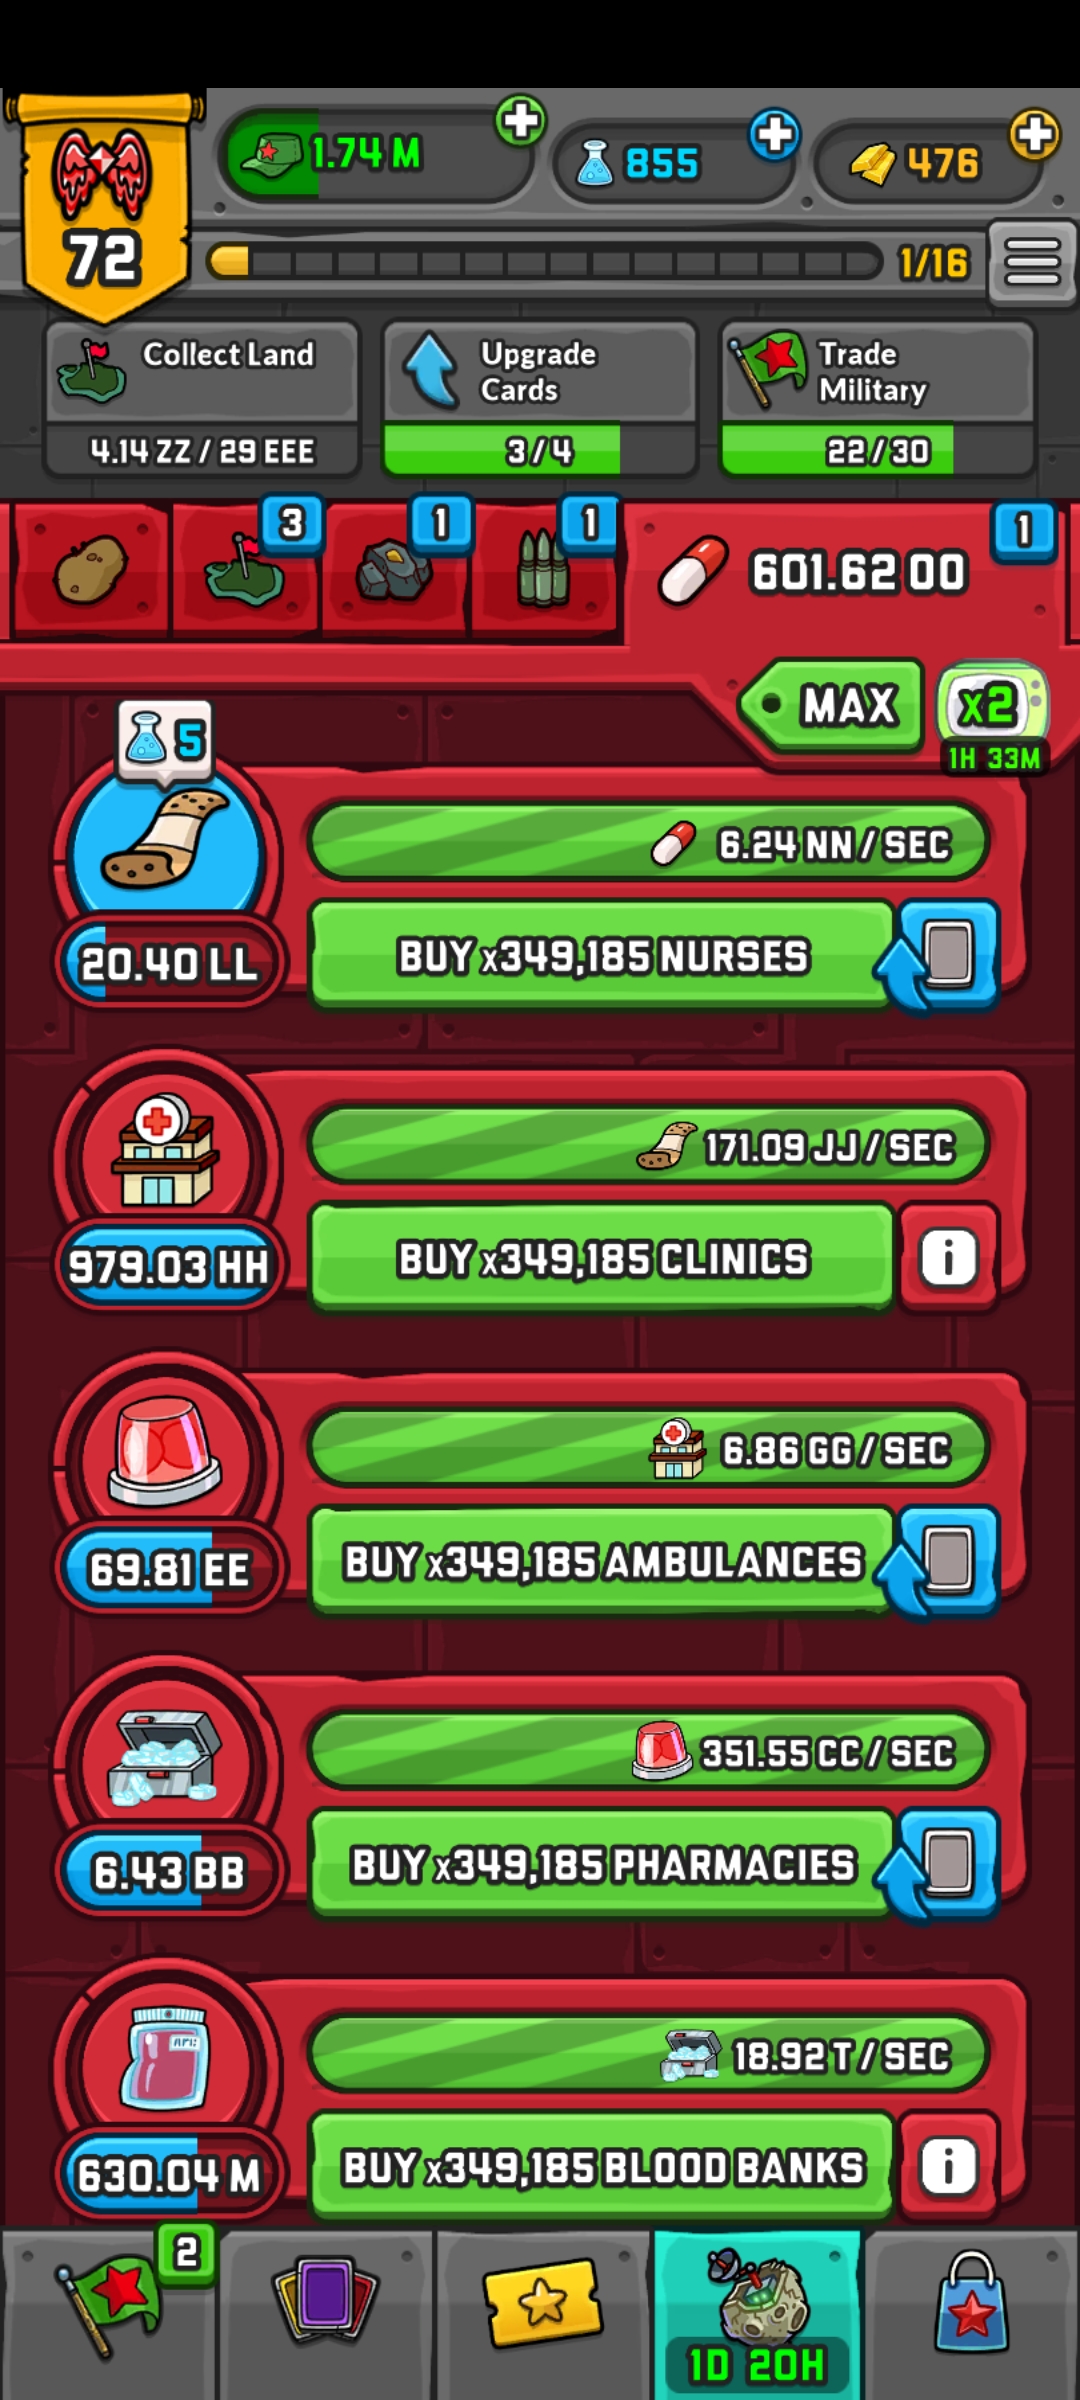 72
1.74 M
855
476
1/16
Collect Land
4.14 ZZ / 29 EEE
Upgrade
Cards
3/4
Trade
Military
22/30
3
1
1
601.62 OO
1
MAX
x2
1H 33M
5
6.24 NN / SEC
20.40 LL
BUY x349,185 NURSES
171.09 JJ / SEC
979.03 HH
BUY x349,185 CLINICS
i
6.86 GG / SEC
69.81 EE
BUY x349,185 AMBULANCES
351.55 CC / SEC
6.43 BB
BUY x349,185 PHARMACIES
18.92 T / SEC
630.04 M
BUY x349,185 BLOOD BANKS
i
2
1D 20H